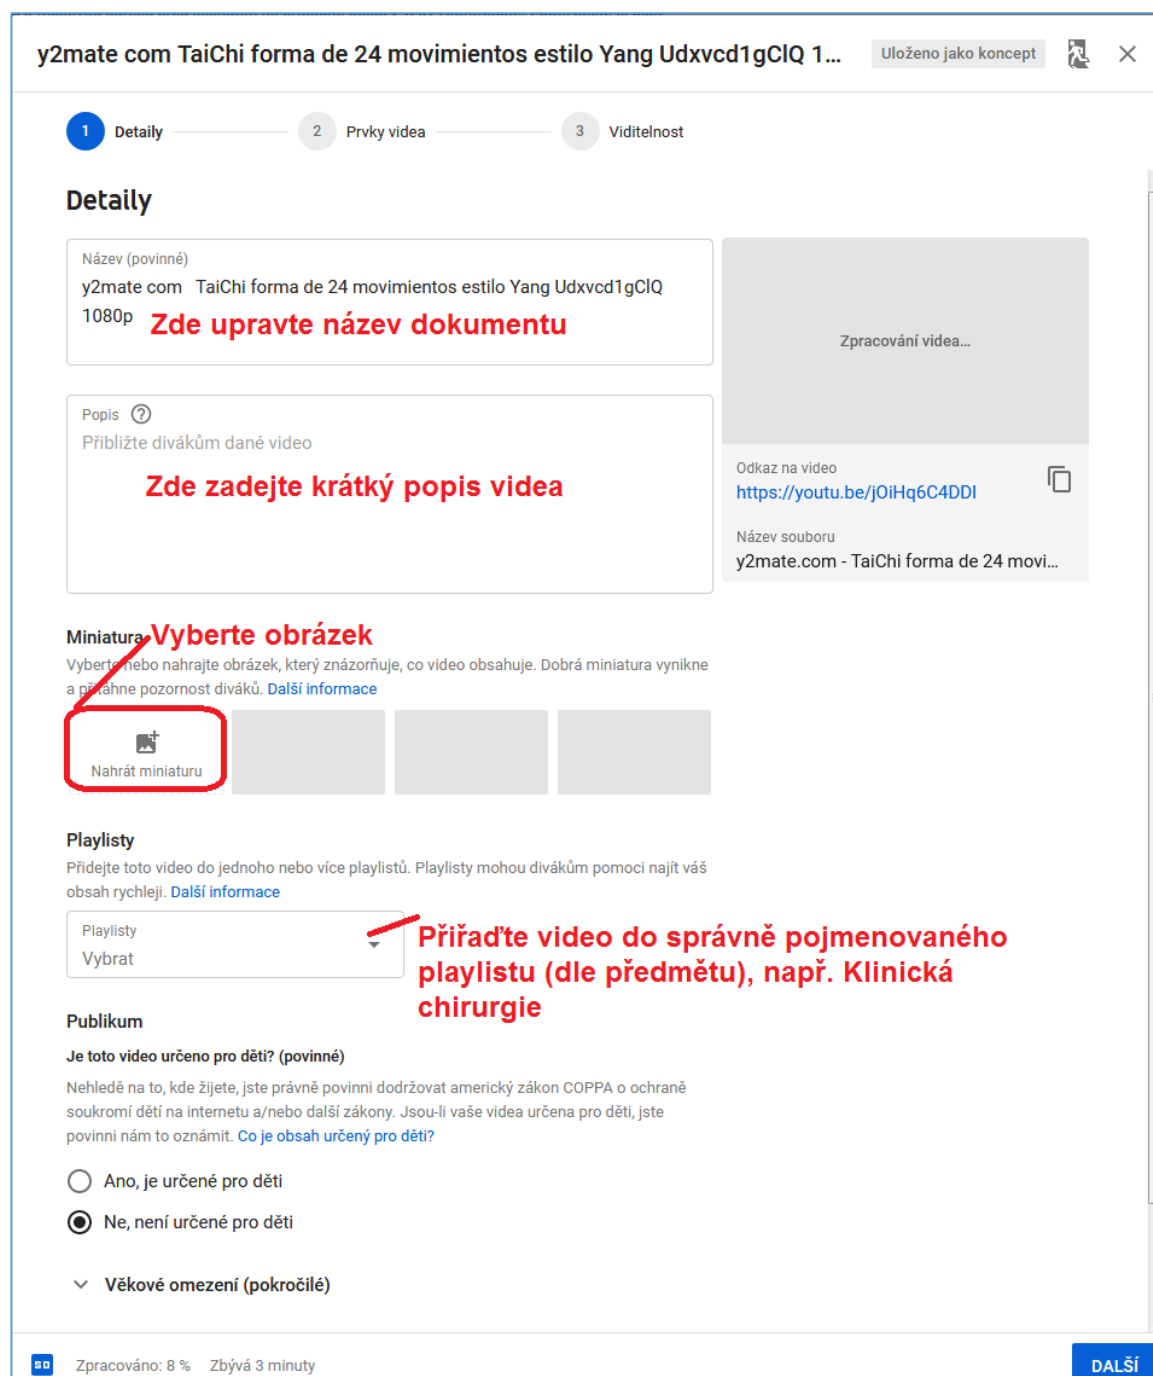 y2mate com TaiChi forma de 24 movimientos estilo Yang Udxvcd1gClQ 1...
Uloženo jako koncept
1 Detaily
2 Prvky videa
3 Viditelnost
Detaily
Název (povinné)
y2mate com TaiChi forma de 24 movimientos estilo Yang Udxvcd1gClQ
1080p
Zde upravte název dokumentu
Zpracování videa...
Popis
Přibližte divákům dané video
Zde zadejte krátký popis videa
Odkaz na video
https://youtu.be/jOiHq6C4DDI
Název souboru
y2mate.com - TaiChi forma de 24 movi...
Miniatura
Vyberte obrázek
Vyberte nebo nahrajte obrázek, který znázorňuje, co video obsahuje. Dobrá miniatura vynikne
a přitáhne pozornost diváků. Další informace
Nahrát miniaturu
Playlisty
Přidejte toto video do jednoho nebo více playlistů. Playlisty mohou divákům pomoci najít váš
obsah rychleji. Další informace
Playlisty
Vybrat
Přiřaďte video do správně pojmenovaného
playlistu (dle předmětu), např. Klinická
chirurgie
Publikum
Je toto video určeno pro děti? (povinné)
Nehledě na to, kde žijete, jste právně povinni dodržovat americký zákon COPPA o ochraně
soukromí dětí na internetu a/nebo další zákony. Jsou-li vaše videa určena pro děti, jste
povinni nám to oznámit. Co je obsah určený pro děti?
Ano, je určené pro děti
Ne, není určené pro děti
Věkové omezení (pokročilé)
SD
Zpracováno: 8 % Zbývá 3 minuty
DALŠÍ